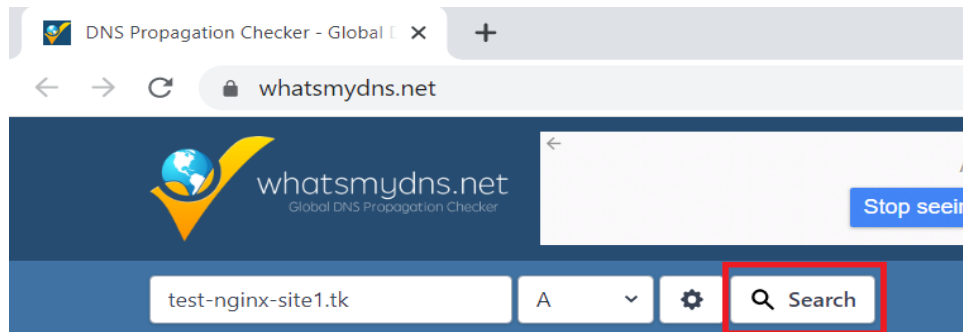 DNS Propagation Checker - Global
whatsmydns.net
whatsmydns.net
Global DNS Propagation Checker
Stop seein
test-nginx-site1.tk
A
Search